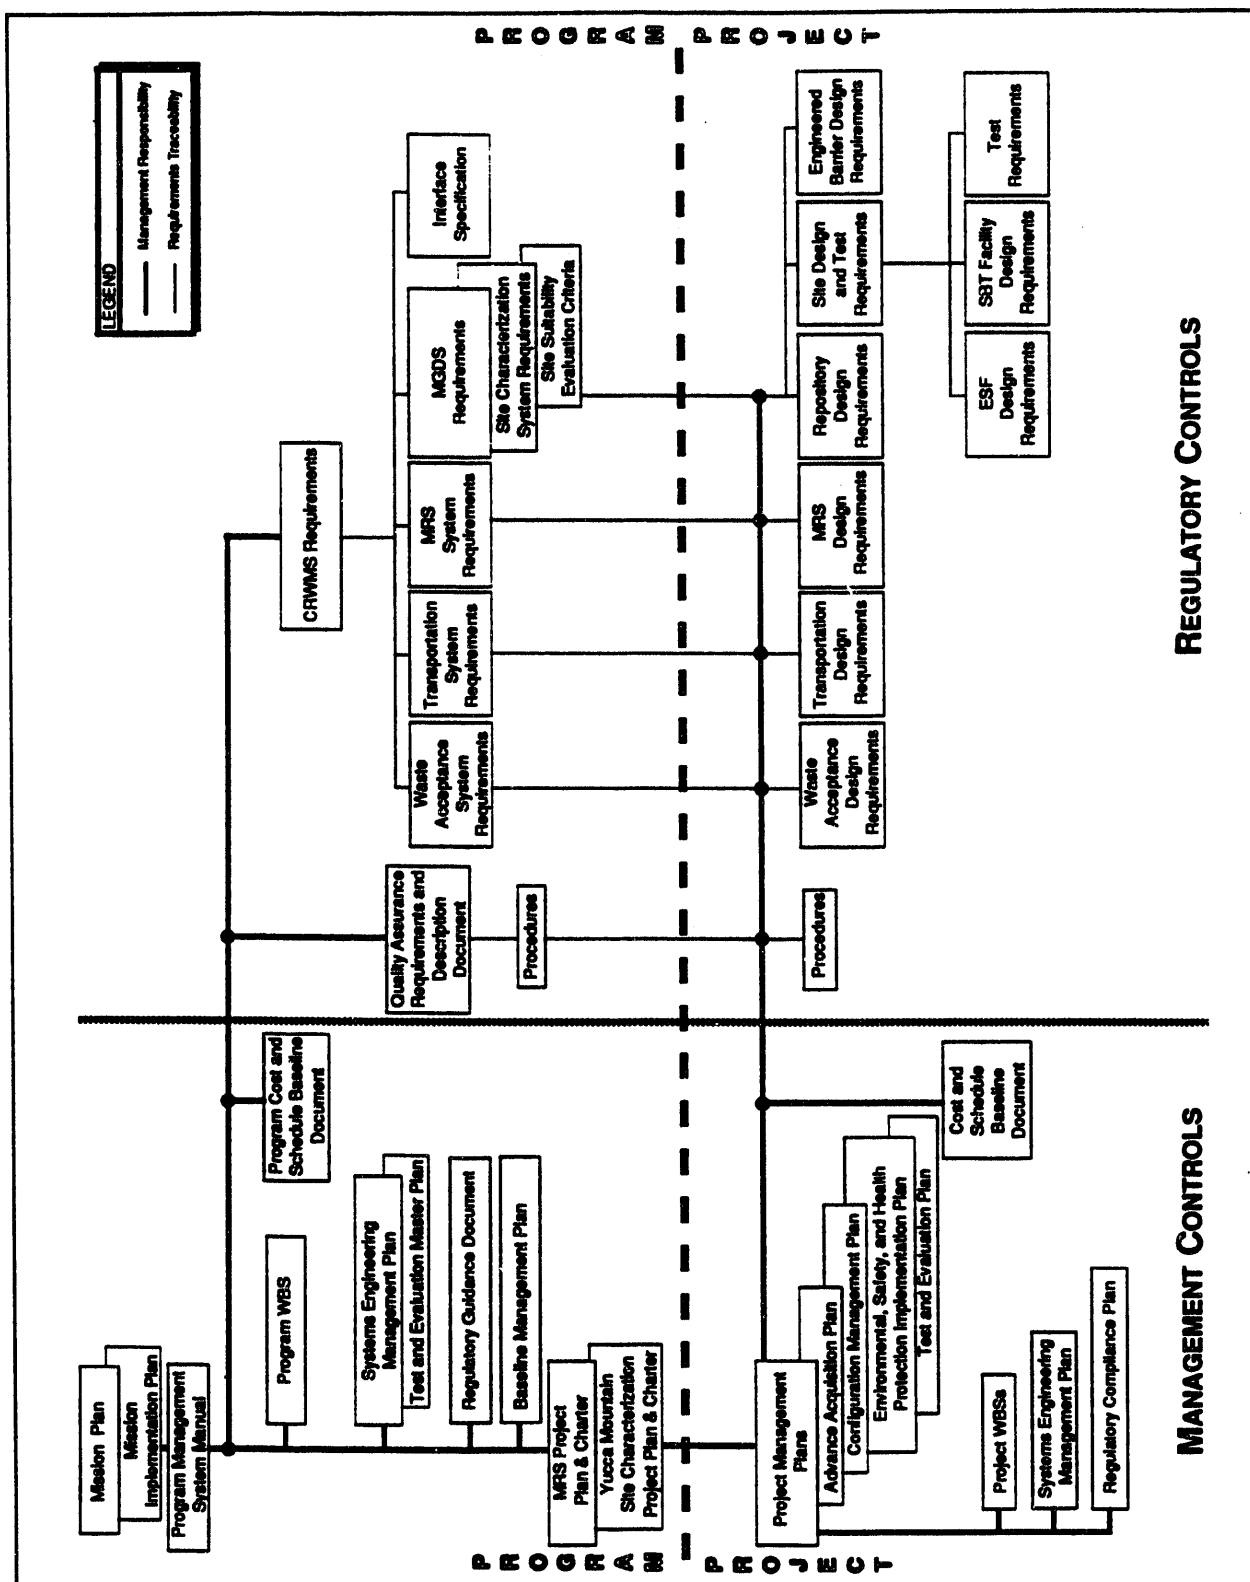 LEGEND
Management Responsibility
Requirements Traceability
PROGRAM
PROJECT
Mission Plan
Mission
Implementation Plan
Program Management
System Manual
Program WBS
Program Cost and
Schedule Baseline
Document
Systems Engineering
Management Plan
Test and Evaluation Master Plan
Regulatory Guidance Document
Baseline Management Plan
MRS Project
Plan & Charter
Yucca Mountain
Site Characterization
Project Plan & Charter
Quality Assurance
Requirements and
Description
Document
Procedures
CRWMS Requirements
Waste
Acceptance
System
Requirements
Transportation
System
Requirements
MRS
System
Requirements
MGDS
Requirements
Site Characterization
System Requirements
Site Suitability
Evaluation Criteria
Interface
Specification
PROGRAM
PROJECT
Project Management
Plans
Advance Acquisition Plan
Configuration Management Plan
Environmental, Safety, and Health
Protection Implementation Plan
Test and Evaluation Plan
Cost and
Schedule
Baseline
Document
Project WBSs
Systems Engineering
Management Plan
Regulatory Compliance Plan
Procedures
Waste
Acceptance
Design
Requirements
Transportation
Design
Requirements
MRS
Design
Requirements
Repository
Design
Requirements
Site Design
and Test
Requirements
Engineered
Barrier Design
Requirements
ESF
Design
Requirements
SBT Facility
Design
Requirements
Test
Requirements
MANAGEMENT CONTROLS
REGULATORY CONTROLS